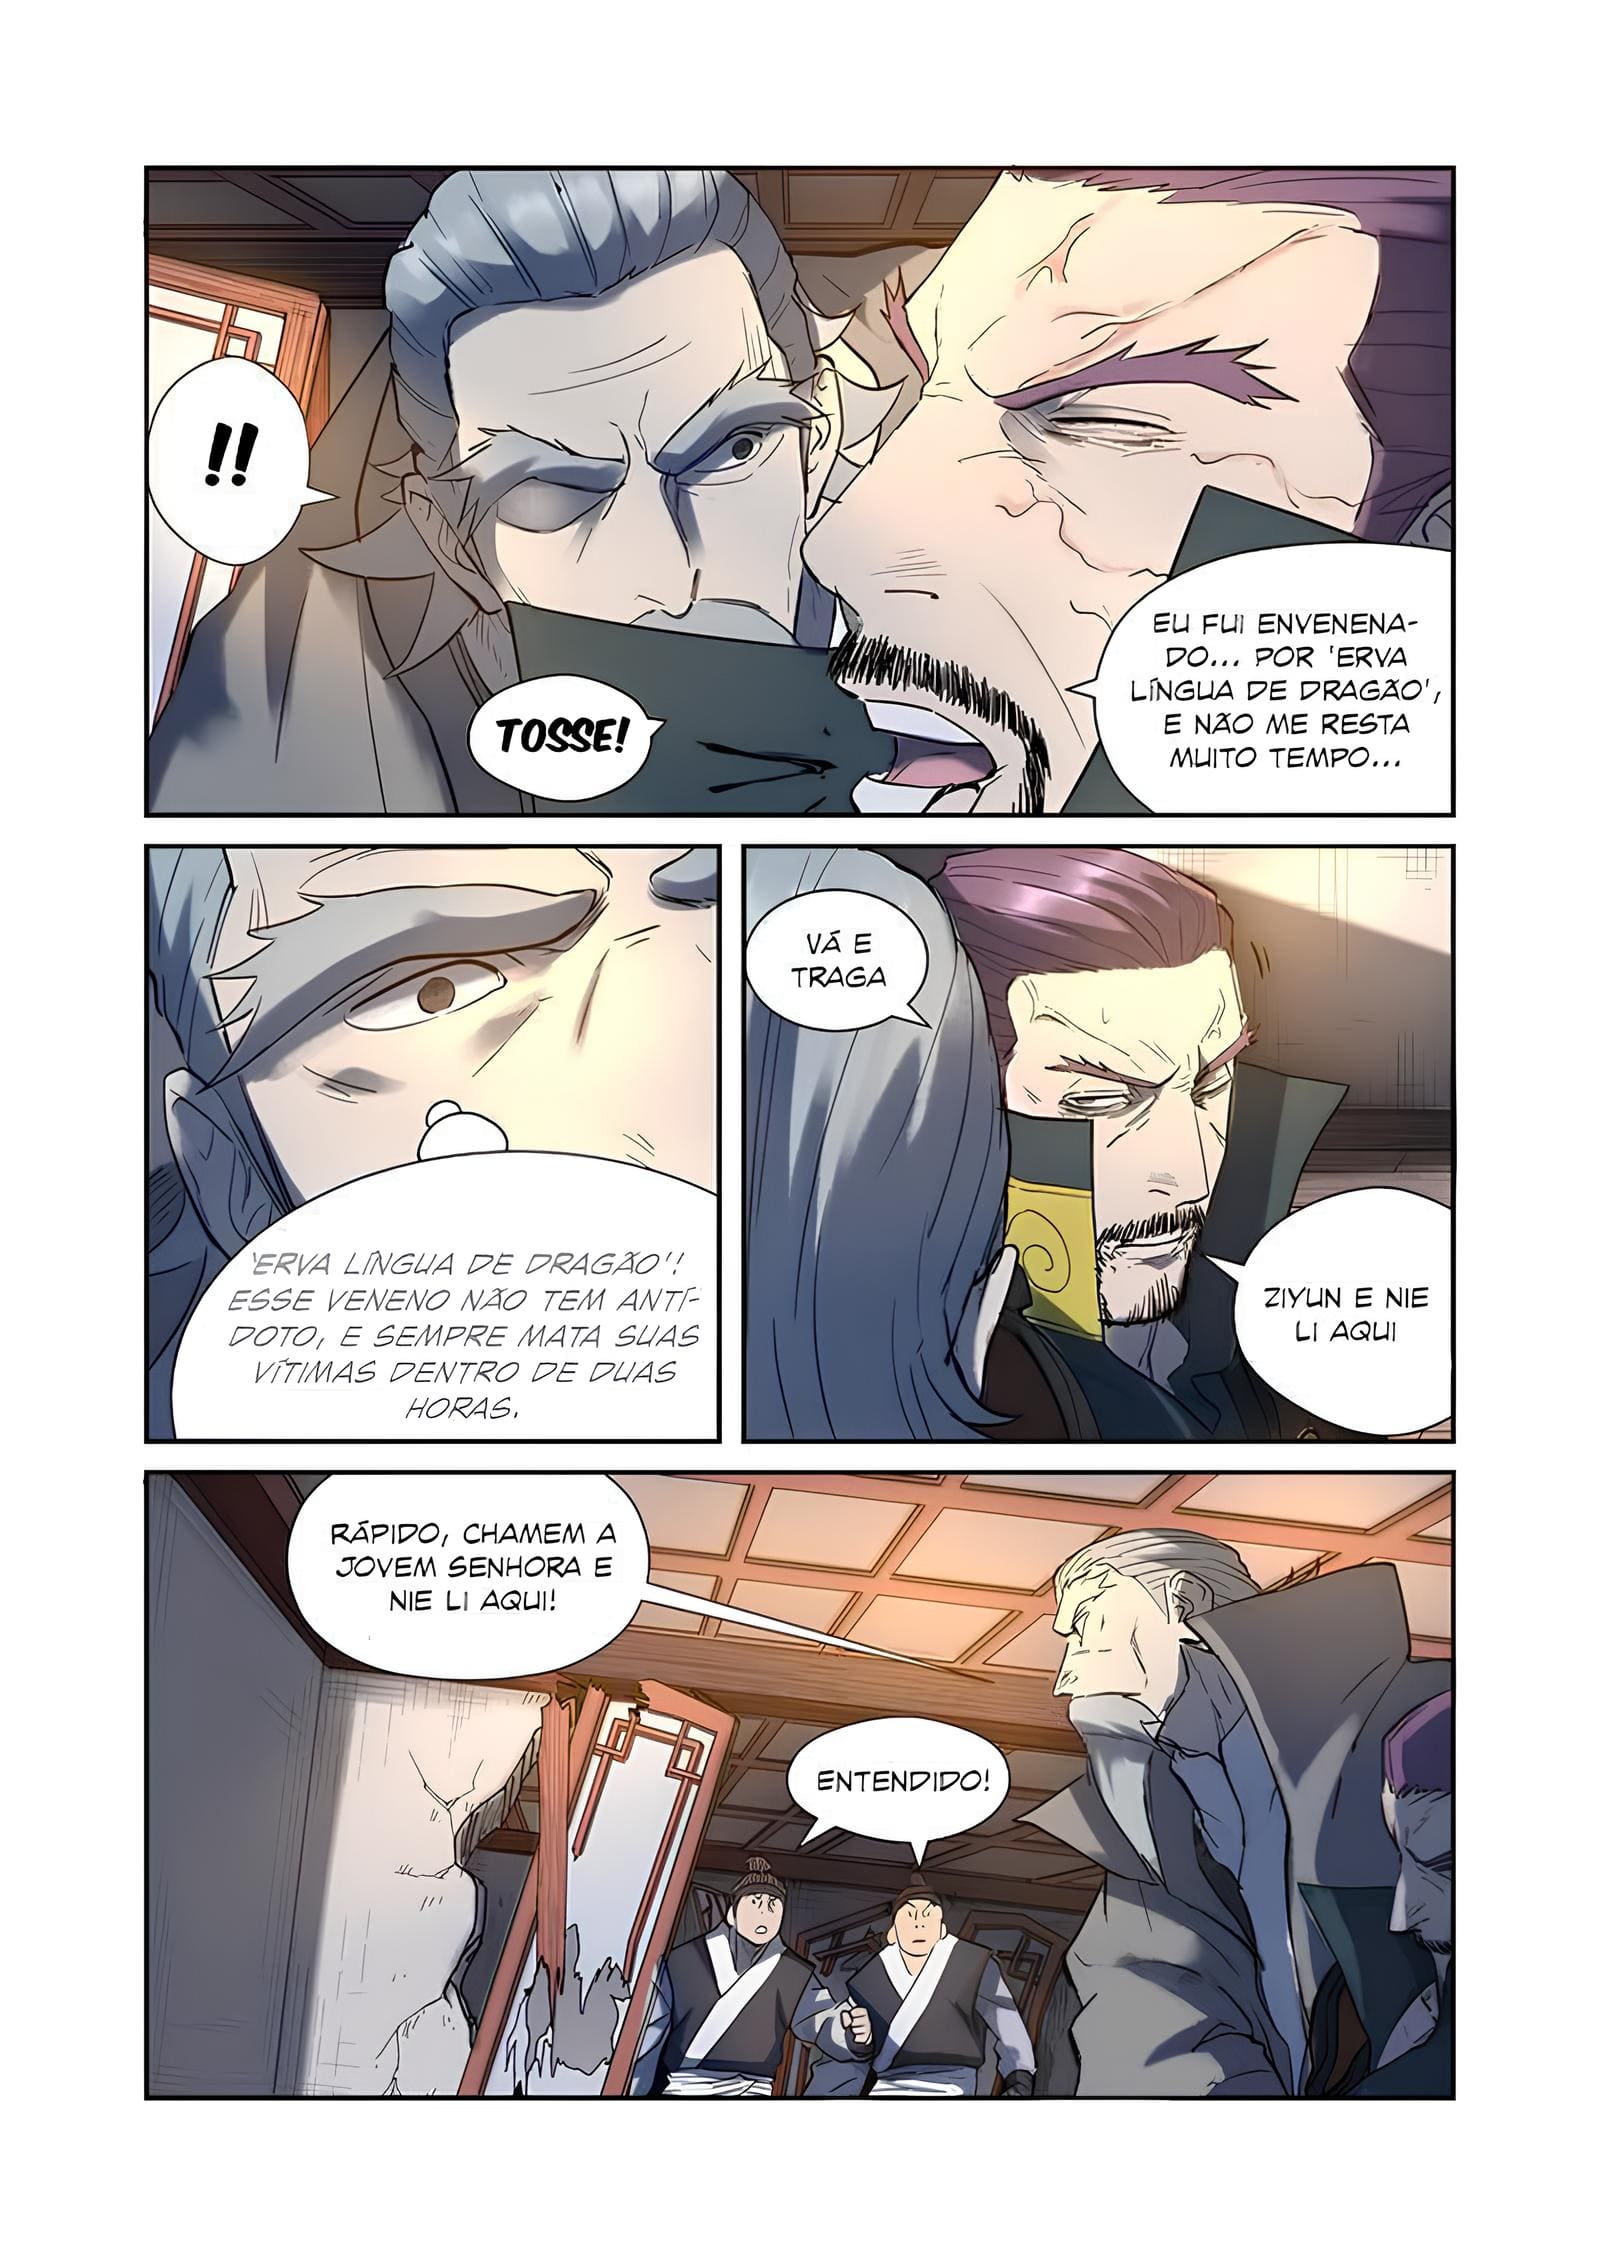 !!
TOSSE!
EU FUI ENVENENA-
DO... POR 'ERVA
LÍNGUA DE DRAGÃO',
E NÃO ME RESTA
MUITO TEMPO...
'ERVA LÍNGUA DE DRAGÃO'!
ESSE VENENO NÃO TEM ANTÍ-
DOTO, E SEMPRE MATA SUAS
VÍTIMAS DENTRO DE DUAS
HORAS.
VÁ E
TRAGA
ZIYUN E NIE
LI AQUI
RÁPIDO, CHAMEM A
JOVEM SENHORA E
NIE LI AQUI!
ENTENDIDO!